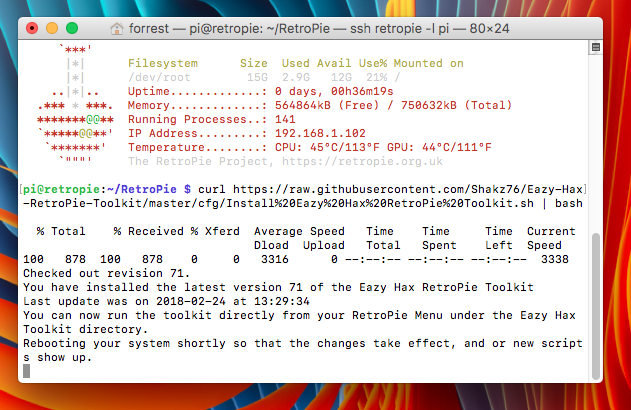 forrest — pi@retropie: ~/RetroPie — ssh retropie -l pi — 80×24
`***'
|*| Filesystem Size Used Avail Use% Mounted on
|*| /dev/root 15G 2.9G 12G 21% /
..|*|.. Uptime.............: 0 days, 00h36m19s
.*** * ***. Memory.............: 564864kB (Free) / 750632kB (Total)
*******@@** Running Processes..: 141
`*****@@**' IP Address.........: 192.168.1.102
`*******' Temperature........: CPU: 45°C/113°F GPU: 44°C/111°F
`"""' The RetroPie Project, https://retropie.org.uk
[pi@retropie:~/RetroPie $ curl https://raw.githubusercontent.com/Shakz76/Eazy-Hax]
-RetroPie-Toolkit/master/cfg/Install%20Eazy%20Hax%20RetroPie%20Toolkit.sh | bash
% Total % Received % Xferd Average Speed Time Time Time Current
Dload Upload Total Spent Left Speed
100 878 100 878 0 0 3316 0 --:--:-- --:--:-- --:--:-- 3338
Checked out revision 71.
You have installed the latest version 71 of the Eazy Hax RetroPie Toolkit
Last update was on 2018-02-24 at 13:29:34
You can now run the toolkit directly from your RetroPie Menu under the Eazy Hax
Toolkit directory.
Rebooting your system shortly so that the changes take effect, and or new script
s show up.